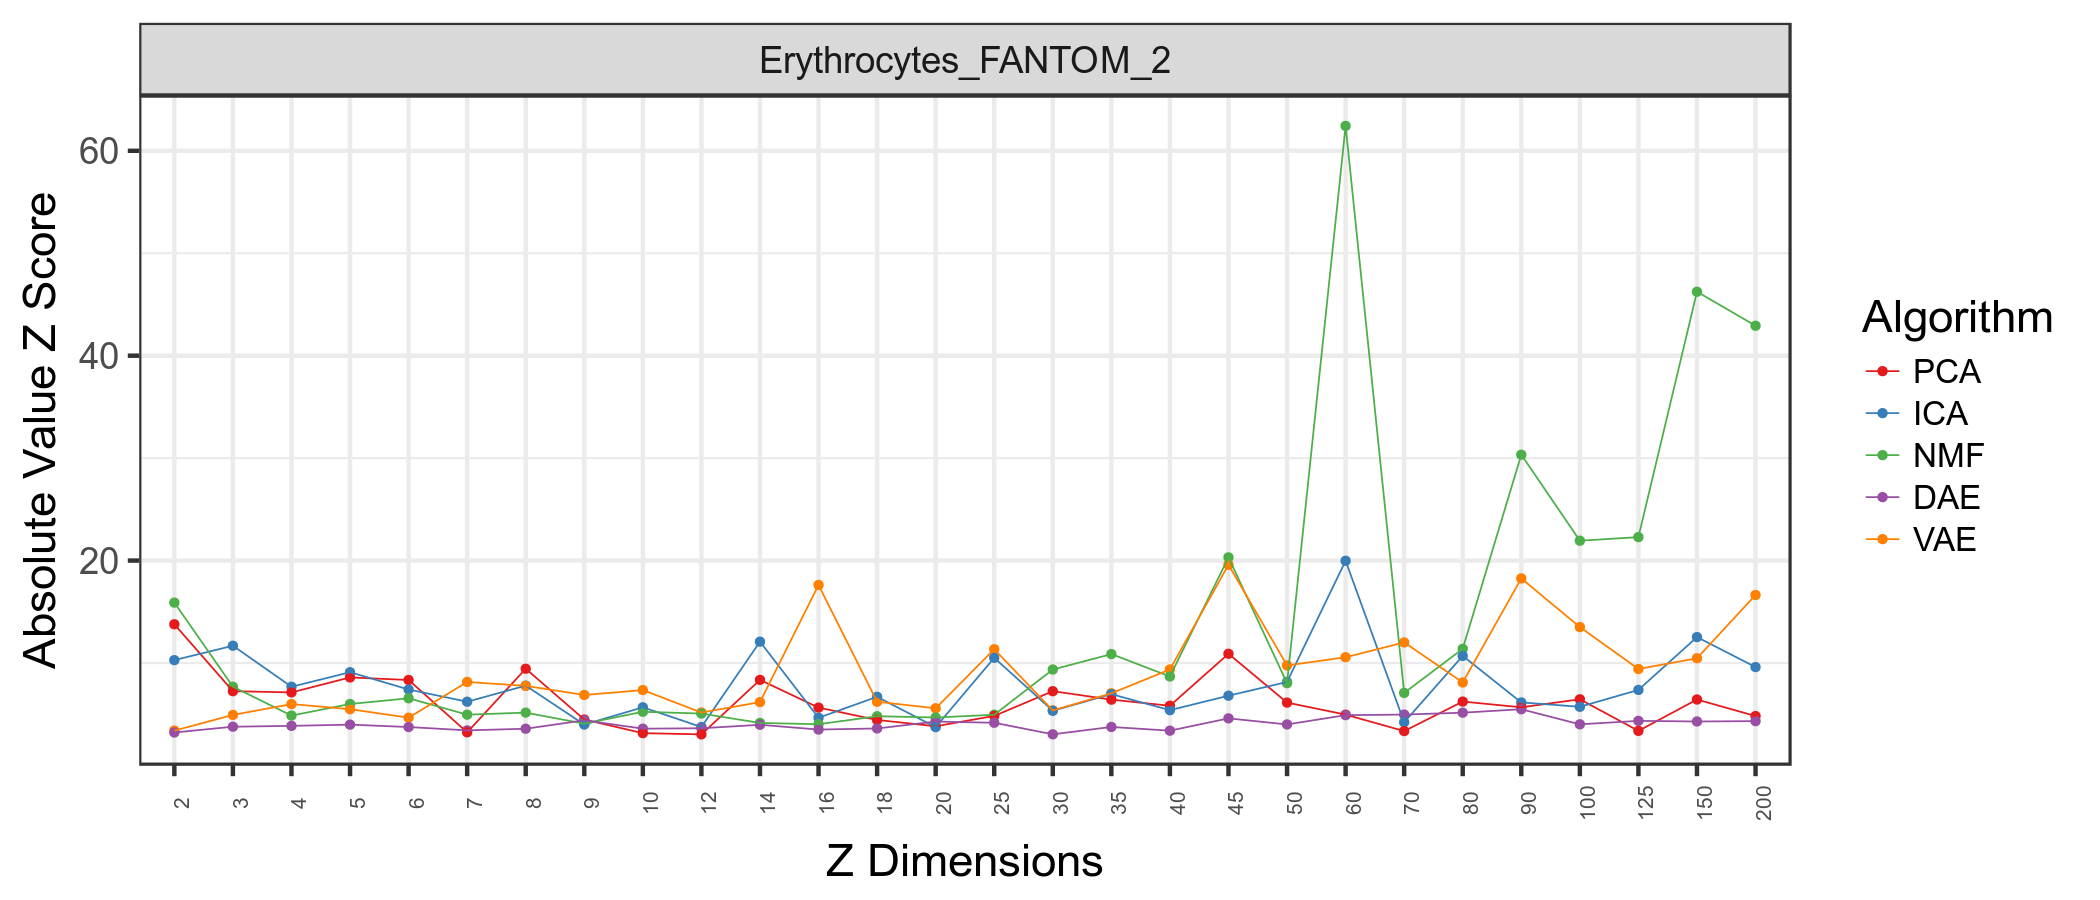 Erythrocytes_FANTOM_2
Absolute Value Z Score
60
40
20
2 3 4 5 6 7 8 9 10 12 14 16 18 20 25 30 35 40 45 50 60 70 80 90 100 125 150 200
Z Dimensions
Algorithm
PCA
ICA
NMF
DAE
VAE